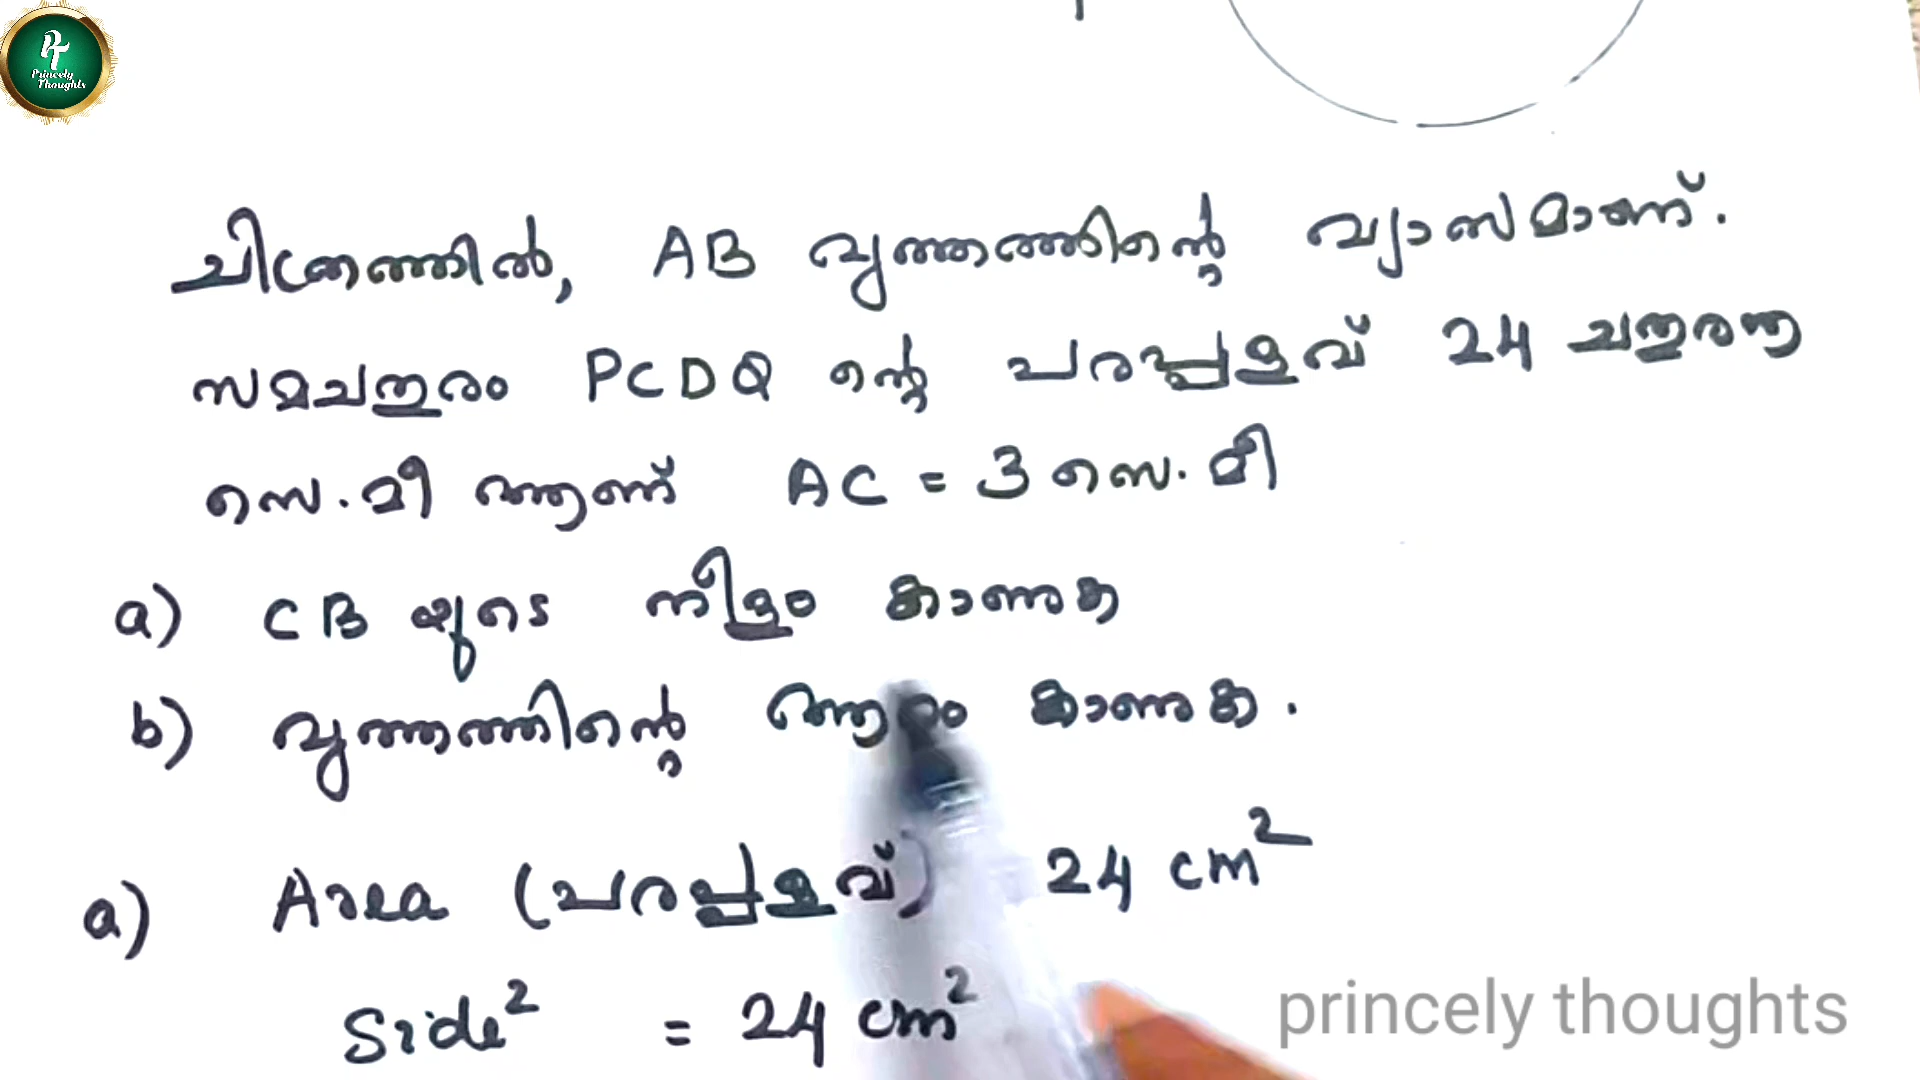 PT
Princely
Thoughts
ചിത്രത്തിൽ, AB വൃത്തത്തിന്റെ വ്യാസമാണ്.
സമചതുരം PCDQ ന്റെ പരപ്പളവ് 24 ചതുരശ്ര
സെ.മീ ആണ് AC = 3 സെ.മീ
a) CB യുടെ നീളം കാണുക
b) വൃത്തത്തിന്റെ കാണുക.
a) Area (പരപ്പളവ്) 24 cm²
Side² = 24 cm²
princely thoughts